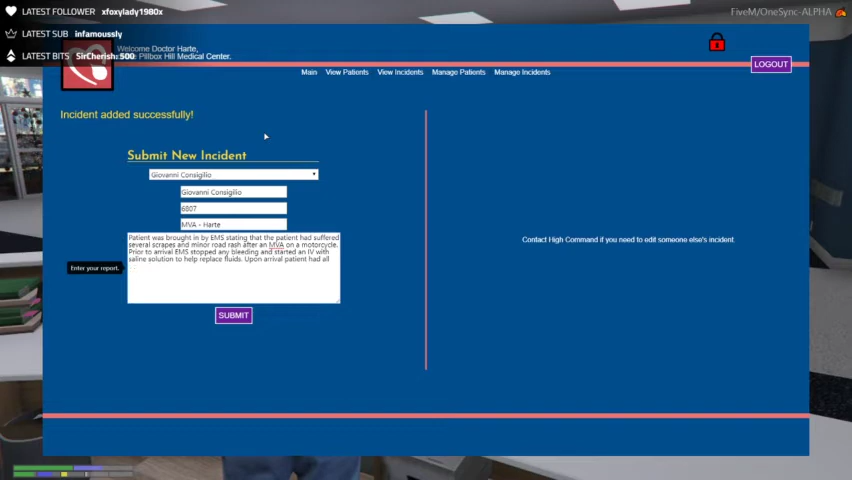 LATEST FOLLOWER xfoxylady1980x
FiveM/OneSync-ALPHA
LATEST SUB infamously
Welcome Doctor Harte,
LATEST BITS SirCherish: 500
Pillbox Hill Medical Center.
LOGOUT
Main View Patients View Incidents Manage Patients Manage Incidents
Incident added successfully!
Submit New Incident
Giovanni Consigilio
Giovanni Consigilio
6807
MVA - Harte
Patient was brought in by EMS stating that the patient had suffered
several scrapes and minor road rash after an MVA on a motorcycle.
Prior to arrival EMS stopped any bleeding and started an IV with
saline solution to help replace fluids. Upon arrival patient had all
Enter your report.
SUBMIT
Contact High Command if you need to edit someone else's incident.